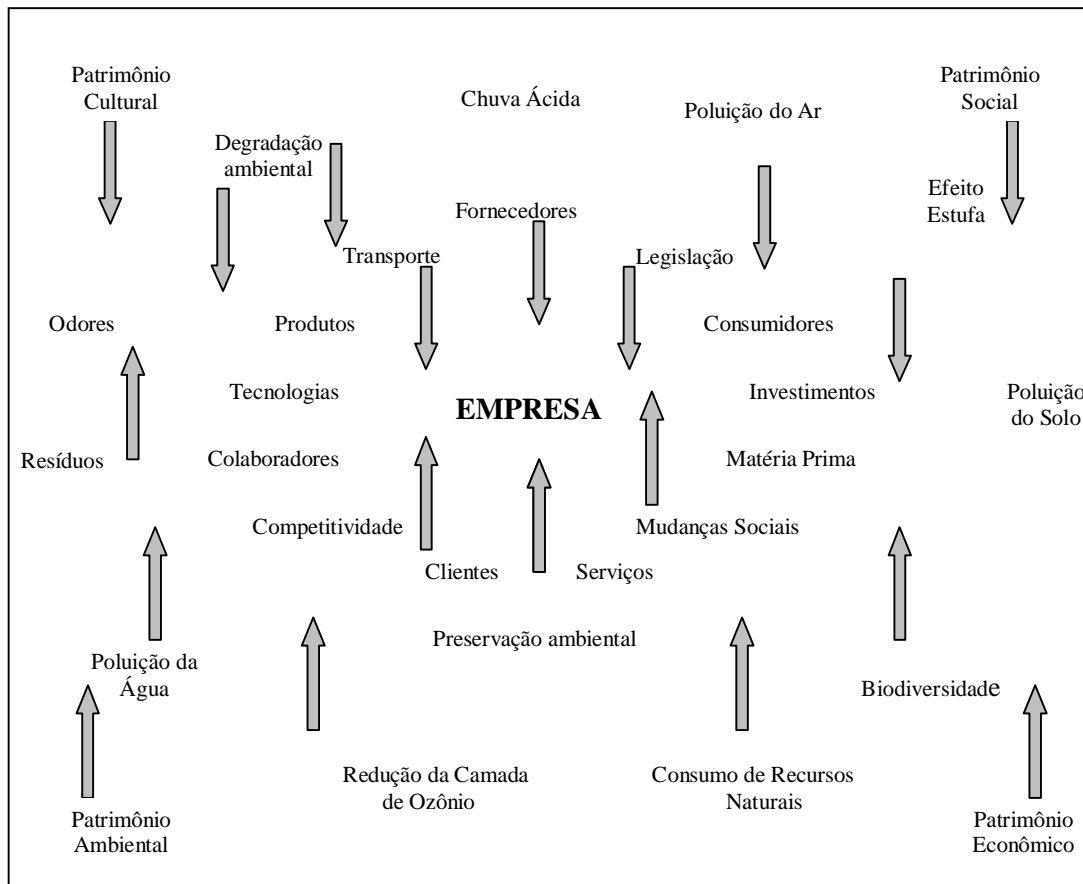 Patrimônio
Cultural
Chuva Ácida
Poluição do Ar
Patrimônio
Social
Degradação
ambiental
Efeito
Estufa
Fornecedores
Transporte
Legislação
Odores
Produtos
Consumidores
Tecnologias
EMPRESA
Investimentos
Poluição
do Solo
Resíduos
Colaboradores
Matéria Prima
Competitividade
Mudanças Sociais
Clientes
Serviços
Preservação ambiental
Poluição da
Água
Biodiversidade
Redução da Camada
de Ozônio
Consumo de Recursos
Naturais
Patrimônio
Ambiental
Patrimônio
Econômico